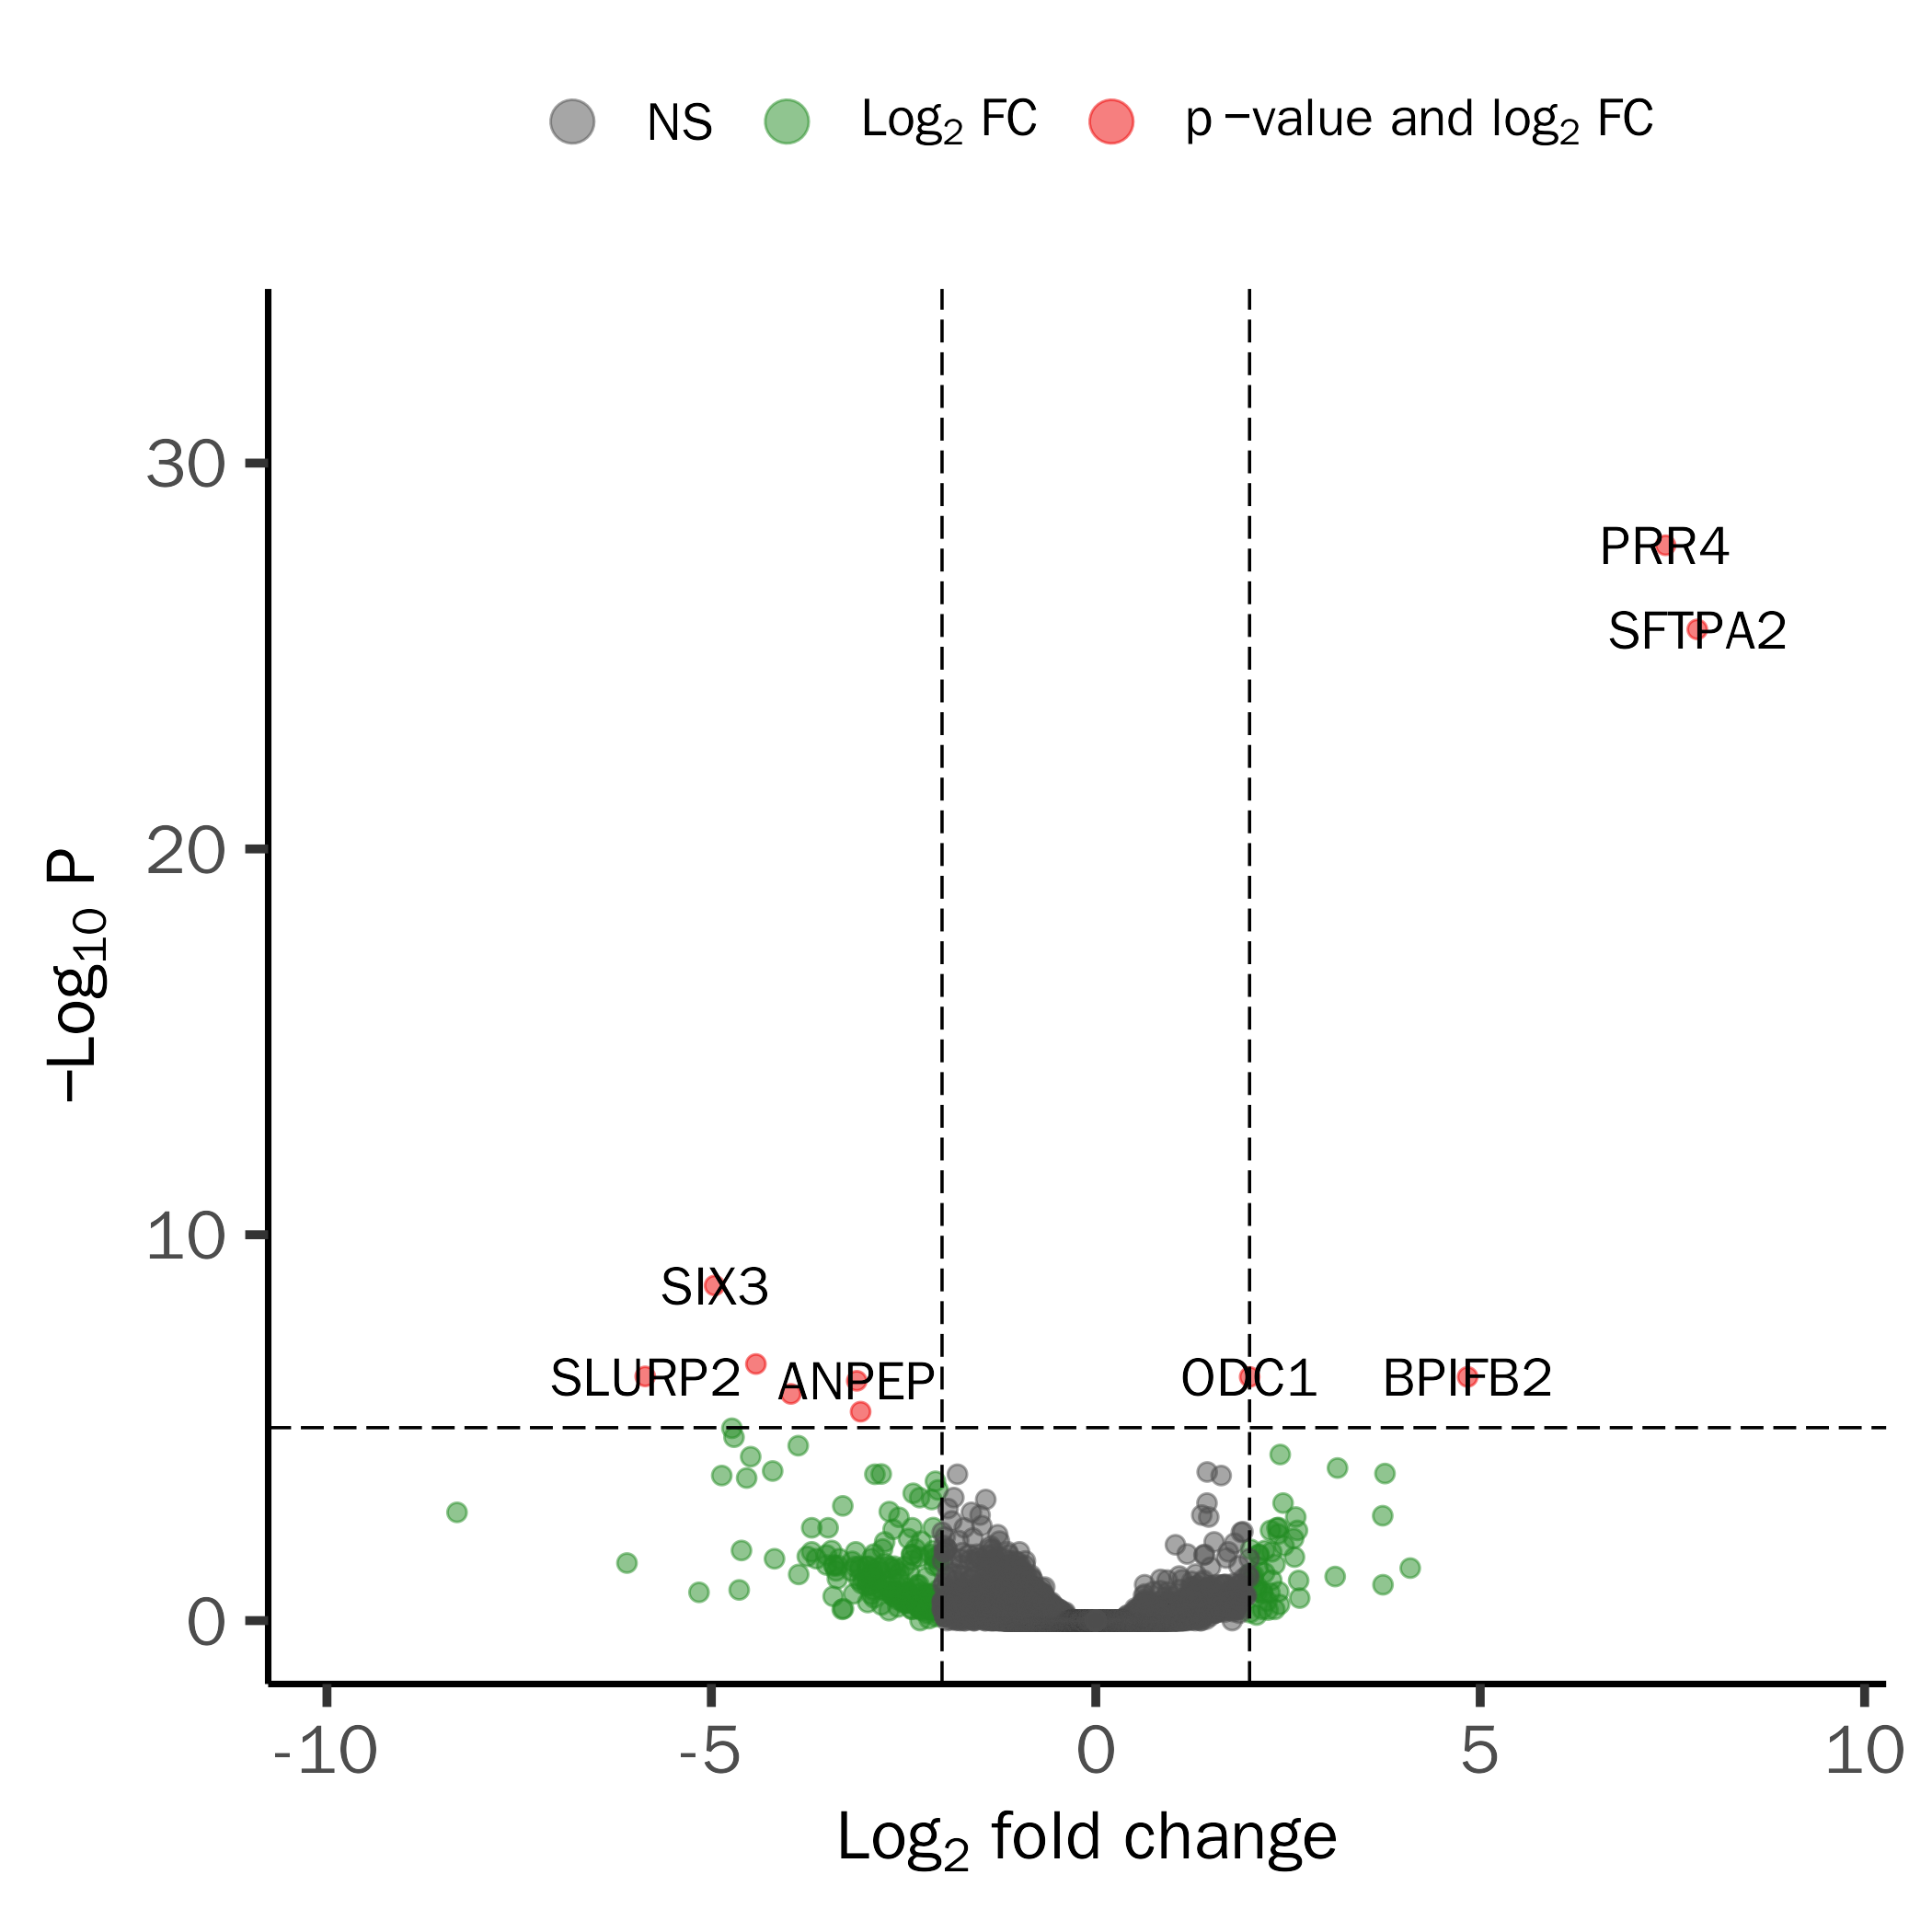 NS Log₂ FC p −value and log₂ FC
30
PRR4
SFTPA2
20
−Log₁₀ P
10
SIX3
SLURP2 ANPEP ODC1 BPIFB2
0
-10 -5 0 5 10
Log₂ fold change